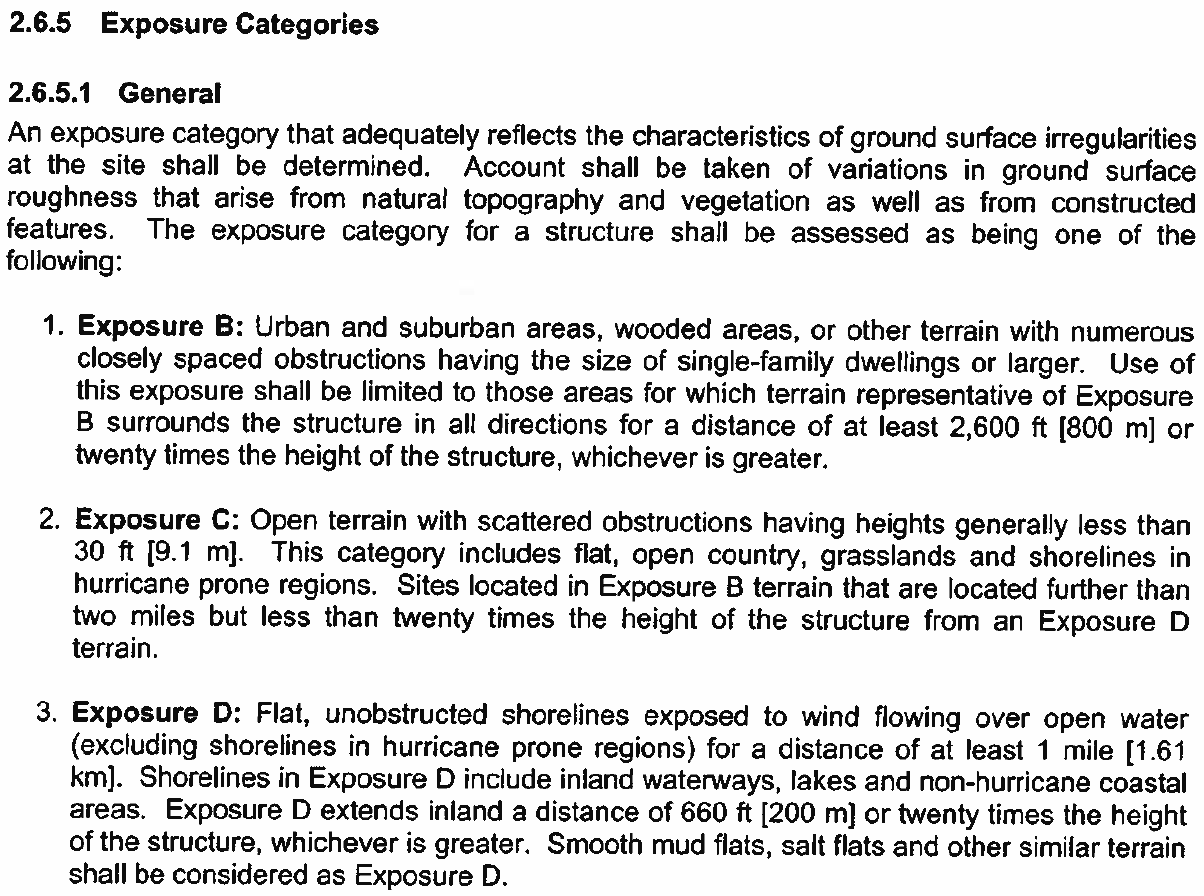 2.6.5 Exposure Categories
2.6.5.1 General
An exposure category that adequately reflects the characteristics of ground surface irregularities
at the site shall be determined. Account shall be taken of variations in ground surface
roughness that arise from natural topography and vegetation as well as from constructed
features. The exposure category for a structure shall be assessed as being one of the
following:
1. Exposure B: Urban and suburban areas, wooded areas, or other terrain with numerous
closely spaced obstructions having the size of single-family dwellings or larger. Use of
this exposure shall be limited to those areas for which terrain representative of Exposure
B surrounds the structure in all directions for a distance of at least 2,600 ft [800 m] or
twenty times the height of the structure, whichever is greater.
2. Exposure C: Open terrain with scattered obstructions having heights generally less than
30 ft [9.1 m]. This category includes flat, open country, grasslands and shorelines in
hurricane prone regions. Sites located in Exposure B terrain that are located further than
two miles but less than twenty times the height of the structure from an Exposure D
terrain.
3. Exposure D: Flat, unobstructed shorelines exposed to wind flowing over open water
(excluding shorelines in hurricane prone regions) for a distance of at least 1 mile [1.61
km]. Shorelines in Exposure D include inland waterways, lakes and non-hurricane coastal
areas. Exposure D extends inland a distance of 660 ft [200 m] or twenty times the height
of the structure, whichever is greater. Smooth mud flats, salt flats and other similar terrain
shall be considered as Exposure D.